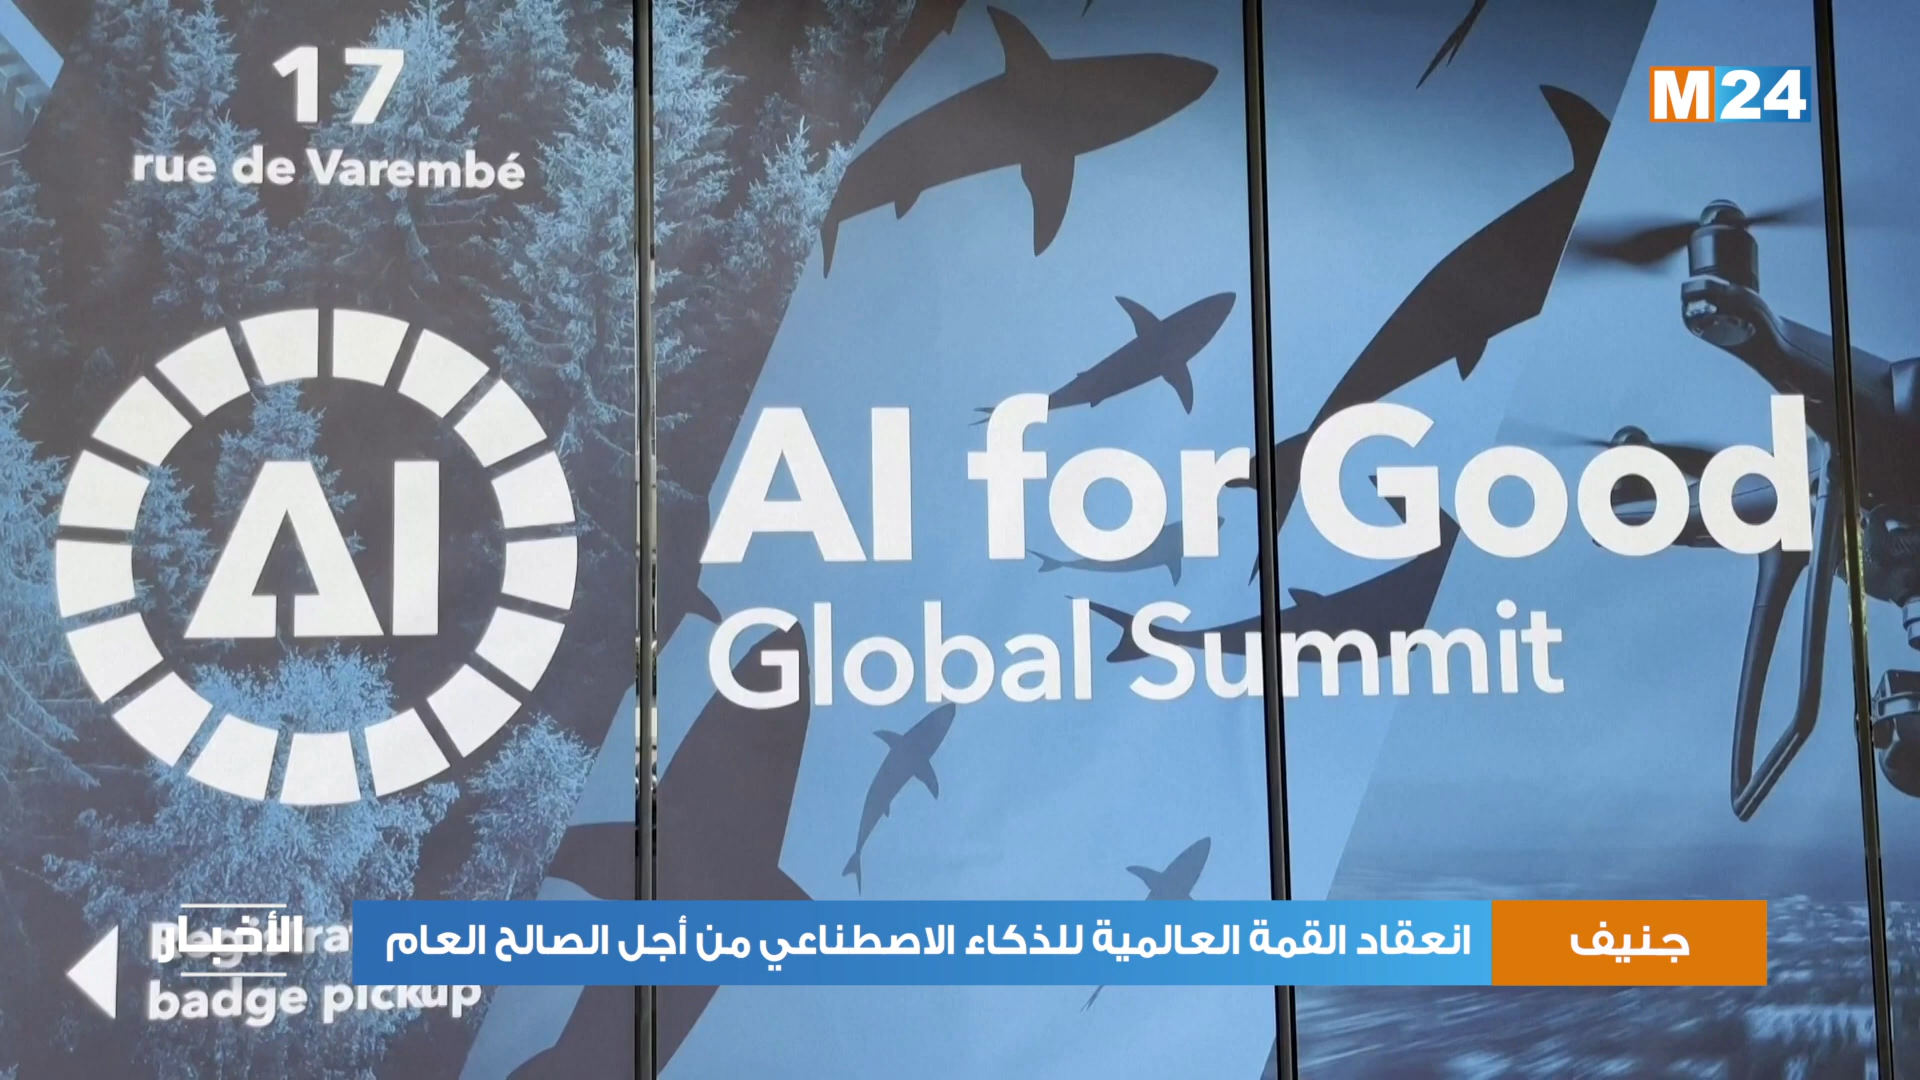 17
rue de Varembé
M24
AI
AI for Good
Global Summit
جنيف
انعقاد القمة العالمية للذكاء الاصطناعي من أجل الصالح العام
الأخبار
badge pickup